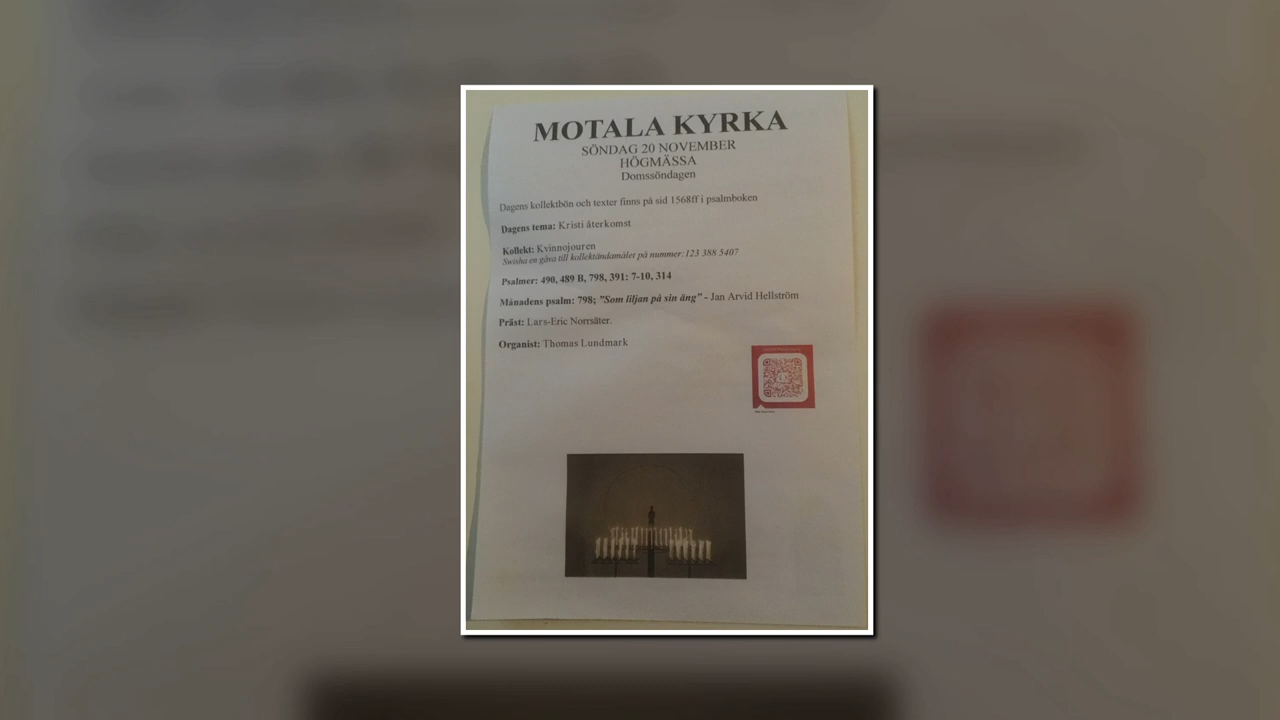 MOTALA KYRKA
SÖNDAG 20 NOVEMBER
HÖGMÄSSA
Domssöndagen
Dagens kollektbön och texter finns på sid 1568ff i psalmboken
Dagens tema: Kristi återkomst
Kollekt: Kvinnojouren
Swisha en gåva till kollektändamålet på nummer: 123 388 5407
Psalmer: 490, 489 B, 798, 391: 7-10, 314
Månadens psalm: 798; "Som liljan på sin äng" - Jan Arvid Hellström
Präst: Lars-Eric Norrsäter.
Organist: Thomas Lundmark